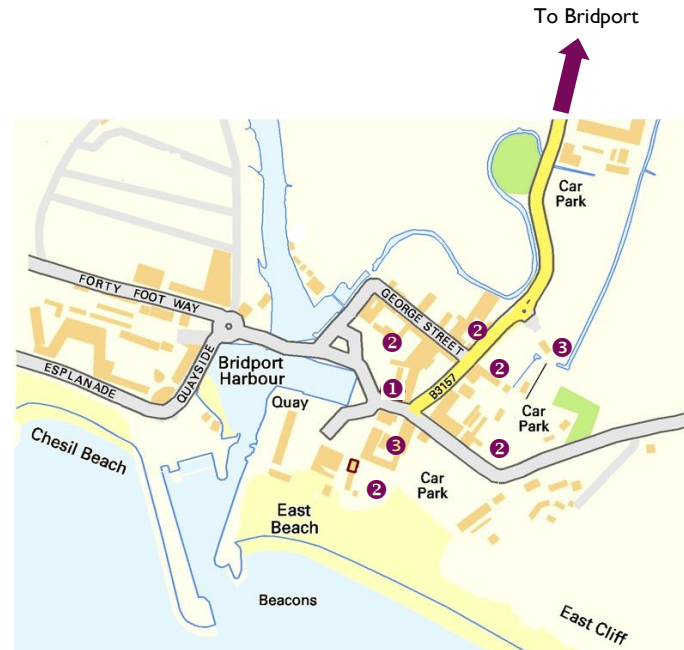 To Bridport
Car
Park
FORTY FOOT WAY
GEORGE STREET
2
2
3
ESPLANADE
QUAYSIDE
Bridport
Harbour
2
1
B3157
Quay
Car
Park
Chesil Beach
3
2
Car
Park
2
East
Beach
Beacons
East Cliff